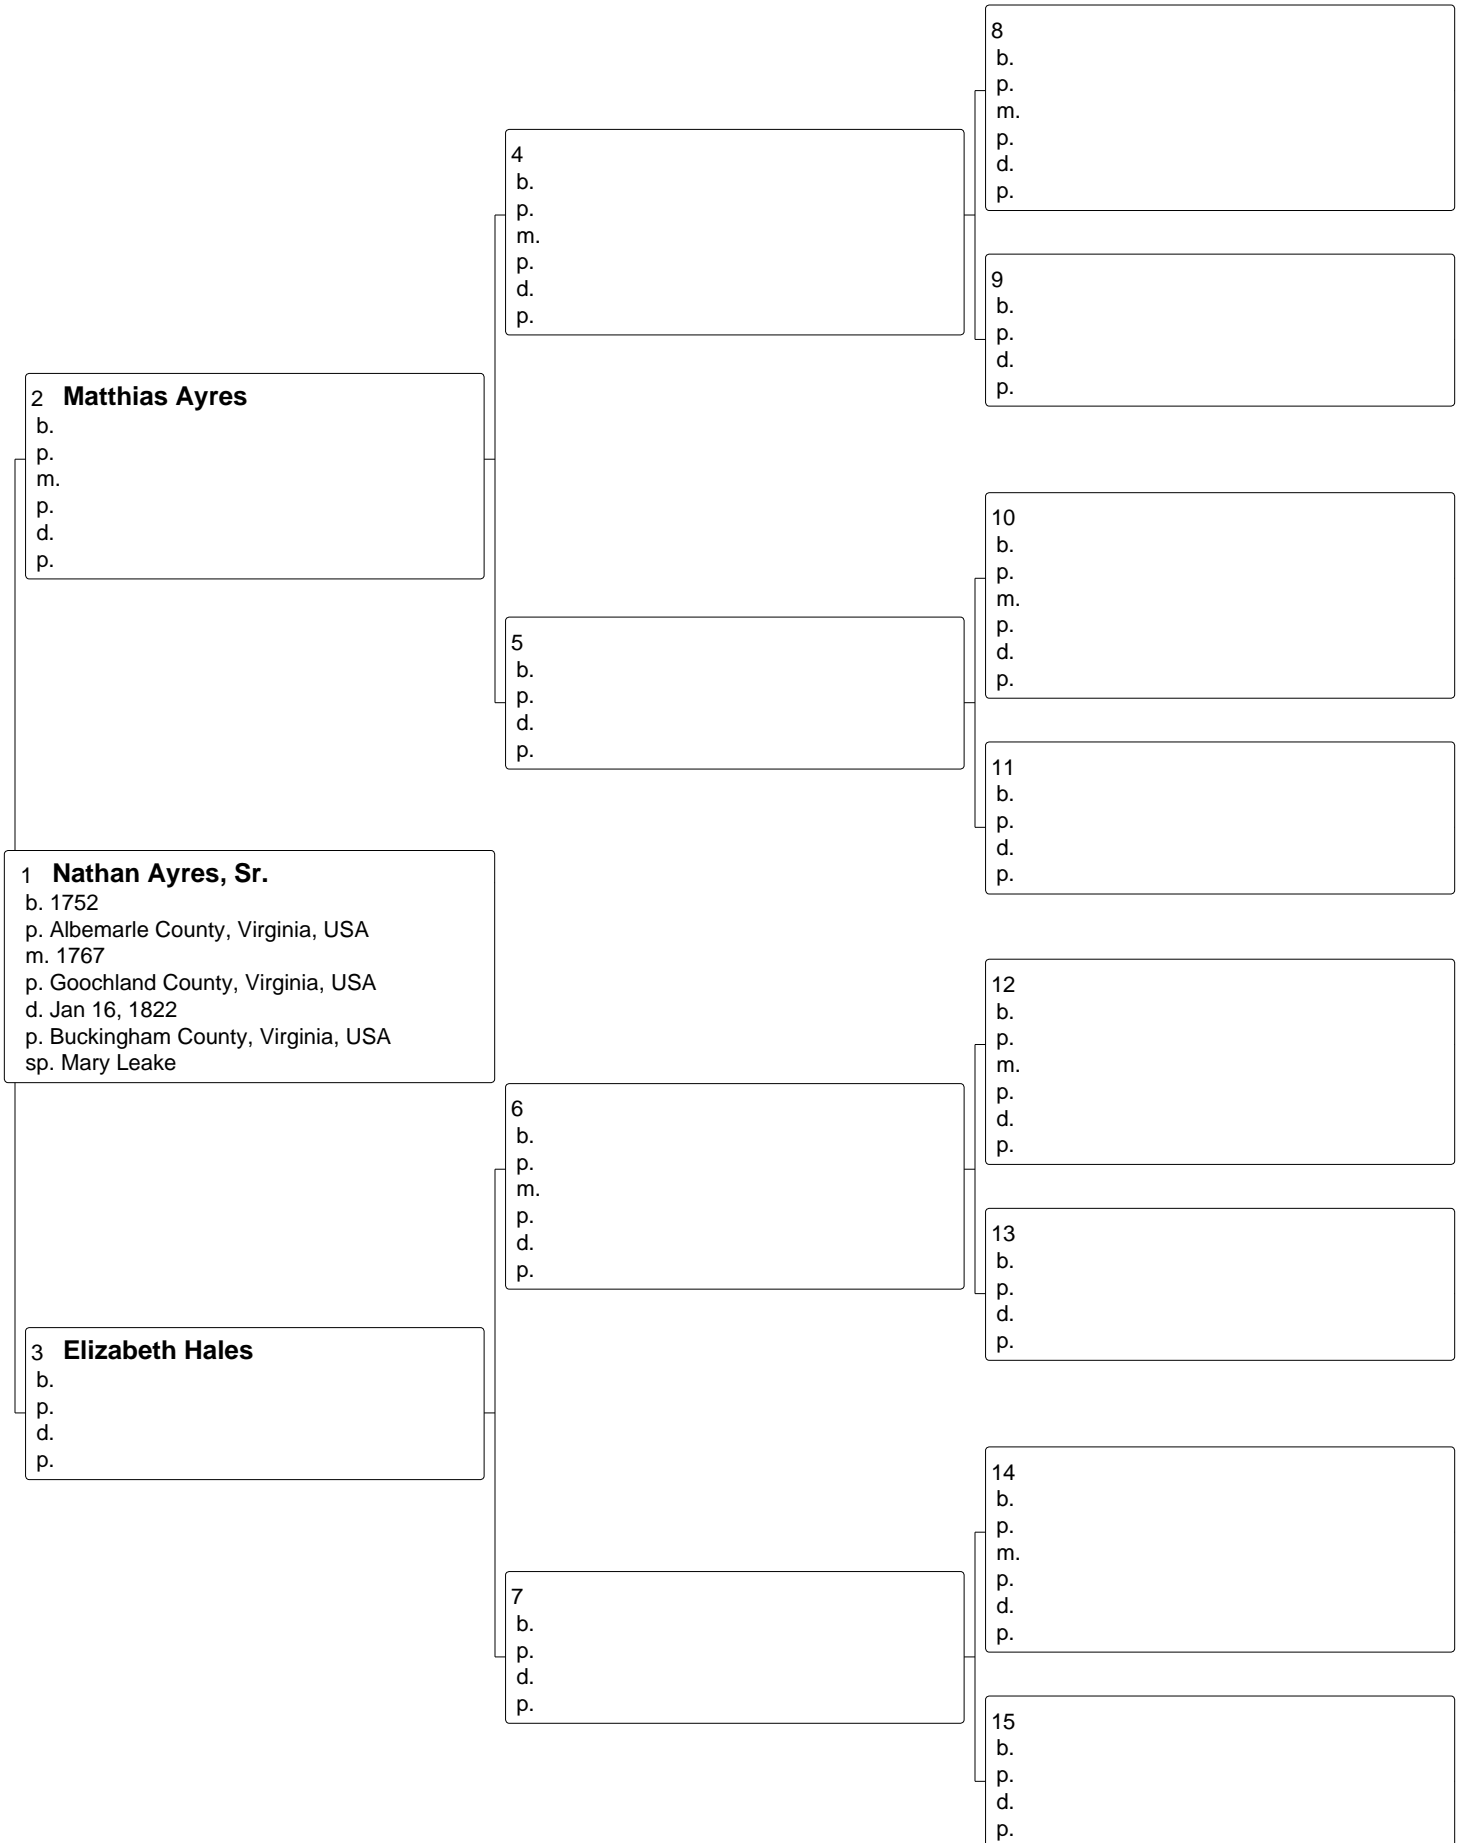 8
b.
p.
m.
p.
d.
p.
4
b.
p.
m.
p.
d.
p.
9
b.
p.
d.
p.
2 Matthias Ayres
b.
p.
m.
p.
d.
p.
10
b.
p.
m.
p.
d.
p.
5
b.
p.
d.
p.
11
b.
p.
d.
p.
1 Nathan Ayres, Sr.
b. 1752
p. Albemarle County, Virginia, USA
m. 1767
p. Goochland County, Virginia, USA
d. Jan 16, 1822
p. Buckingham County, Virginia, USA
sp. Mary Leake
12
b.
p.
m.
p.
d.
p.
6
b.
p.
m.
p.
d.
p.
13
b.
p.
d.
p.
3 Elizabeth Hales
b.
p.
d.
p.
14
b.
p.
m.
p.
d.
p.
7
b.
p.
d.
p.
15
b.
p.
d.
p.